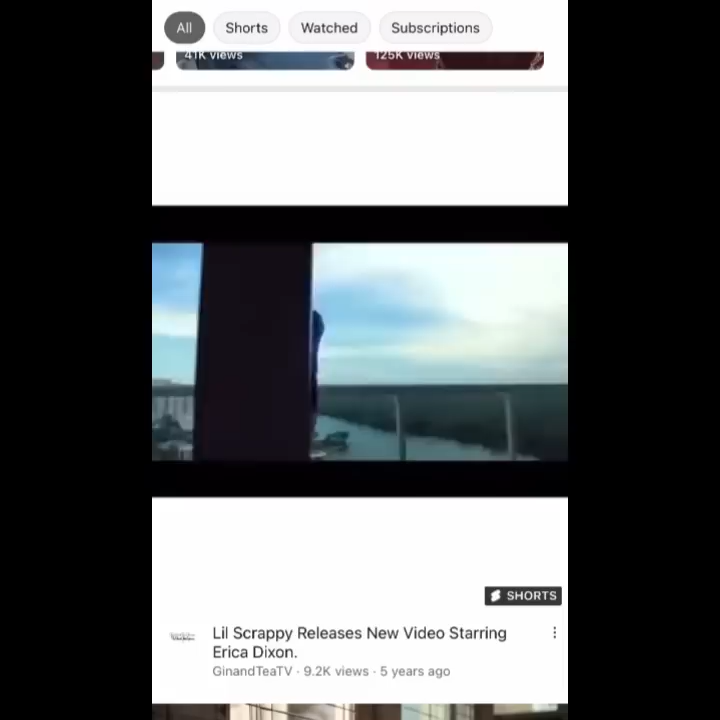 All Shorts Watched Subscriptions
41K views 125K views
SHORTS
Lil Scrappy Releases New Video Starring
Erica Dixon.
GinandTeaTV · 9.2K views · 5 years ago